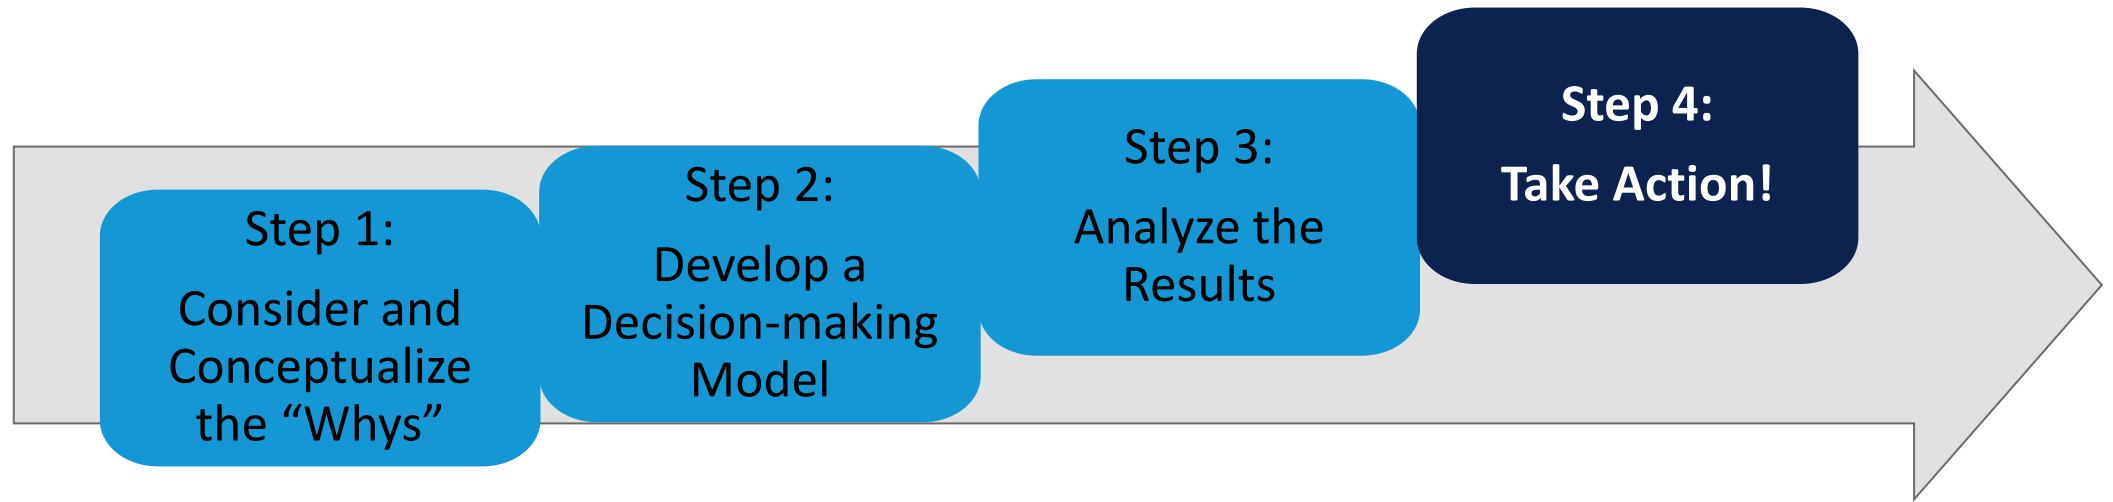 Step 1:
Consider and
Conceptualize
the “Whys”
Step 2:
Develop a
Decision-making
Model
Step 3:
Analyze the
Results
Step 4:
Take Action!